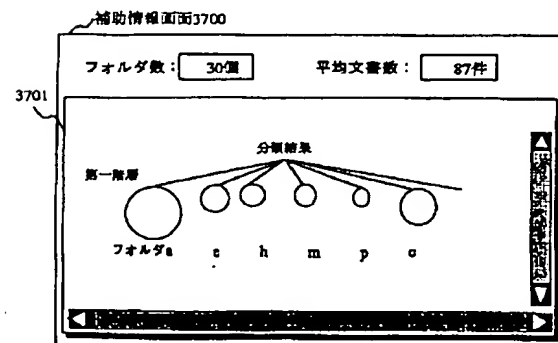 補助情報画面3700
フォルダ数： 30個 平均文書数： 87件
3701
分類結果
第一階層
フォルダa e h m p c